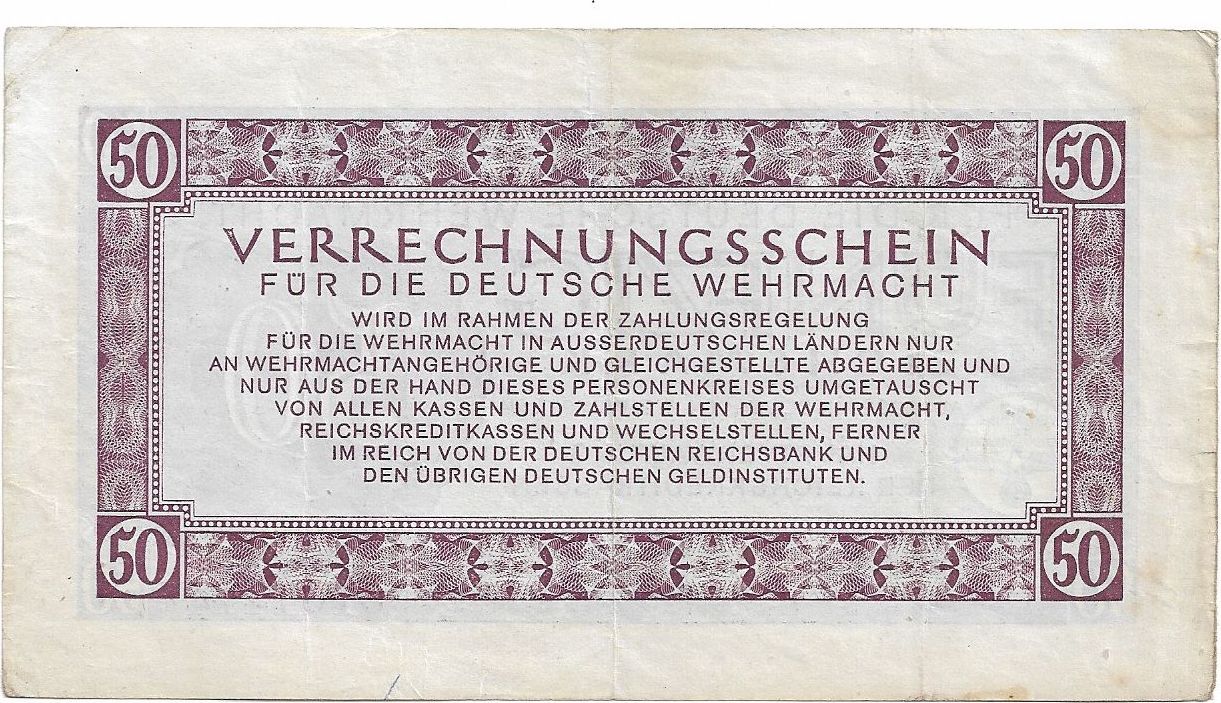 50 50
VERRECHNUNGSSCHEIN
FÜR DIE DEUTSCHE WEHRMACHT
WIRD IM RAHMEN DER ZAHLUNGSREGELUNG
FÜR DIE WEHRMACHT IN AUSSERDEUTSCHEN LÄNDERN NUR
AN WEHRMACHTANGEHÖRIGE UND GLEICHGESTELLTE ABGEGEBEN UND
NUR AUS DER HAND DIESES PERSONENKREISES UMGETAUSCHT
VON ALLEN KASSEN UND ZAHLSTELLEN DER WEHRMACHT,
REICHSKREDITKASSEN UND WECHSELSTELLEN, FERNER
IM REICH VON DER DEUTSCHEN REICHSBANK UND
DEN ÜBRIGEN DEUTSCHEN GELDINSTITUTEN.
50 50